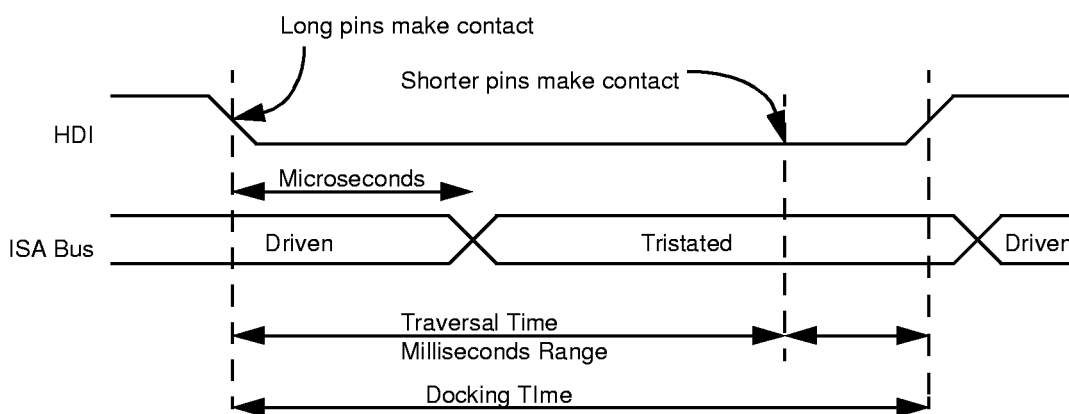 Long pins make contact
Shorter pins make contact
HDI
Microseconds
ISA Bus
Driven
Tristated
Driven
Traversal Time
Milliseconds Range
Docking TIme